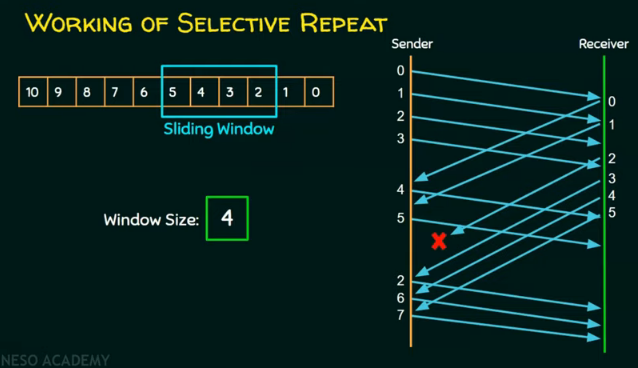 WORKING OF SELECTIVE REPEAT
Sender
Receiver
10 9 8 7 6 5 4 3 2 1 0
Sliding Window
Window Size: 4
0
1
2
3
4
5
2
6
7
0
1
2
3
4
5
NESO ACADEMY